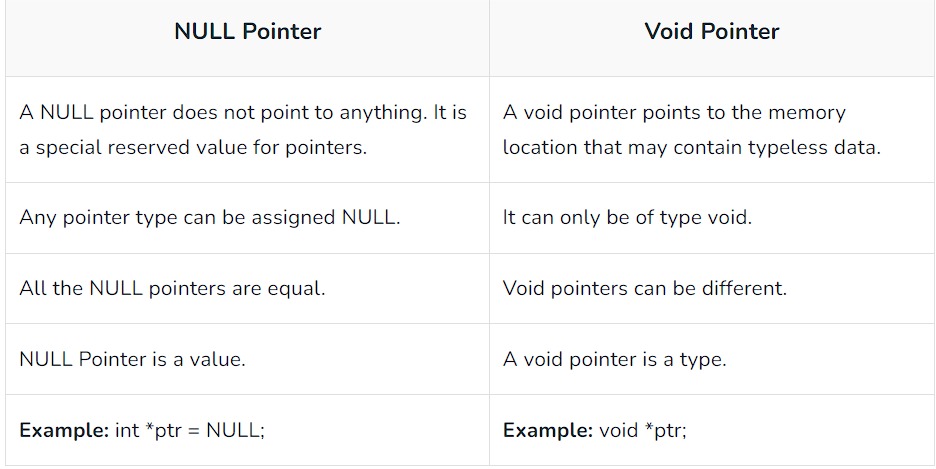 NULL Pointer
Void Pointer
A NULL pointer does not point to anything. It is
a special reserved value for pointers.
A void pointer points to the memory
location that may contain typeless data.
Any pointer type can be assigned NULL.
It can only be of type void.
All the NULL pointers are equal.
Void pointers can be different.
NULL Pointer is a value.
A void pointer is a type.
Example: int *ptr = NULL;
Example: void *ptr;